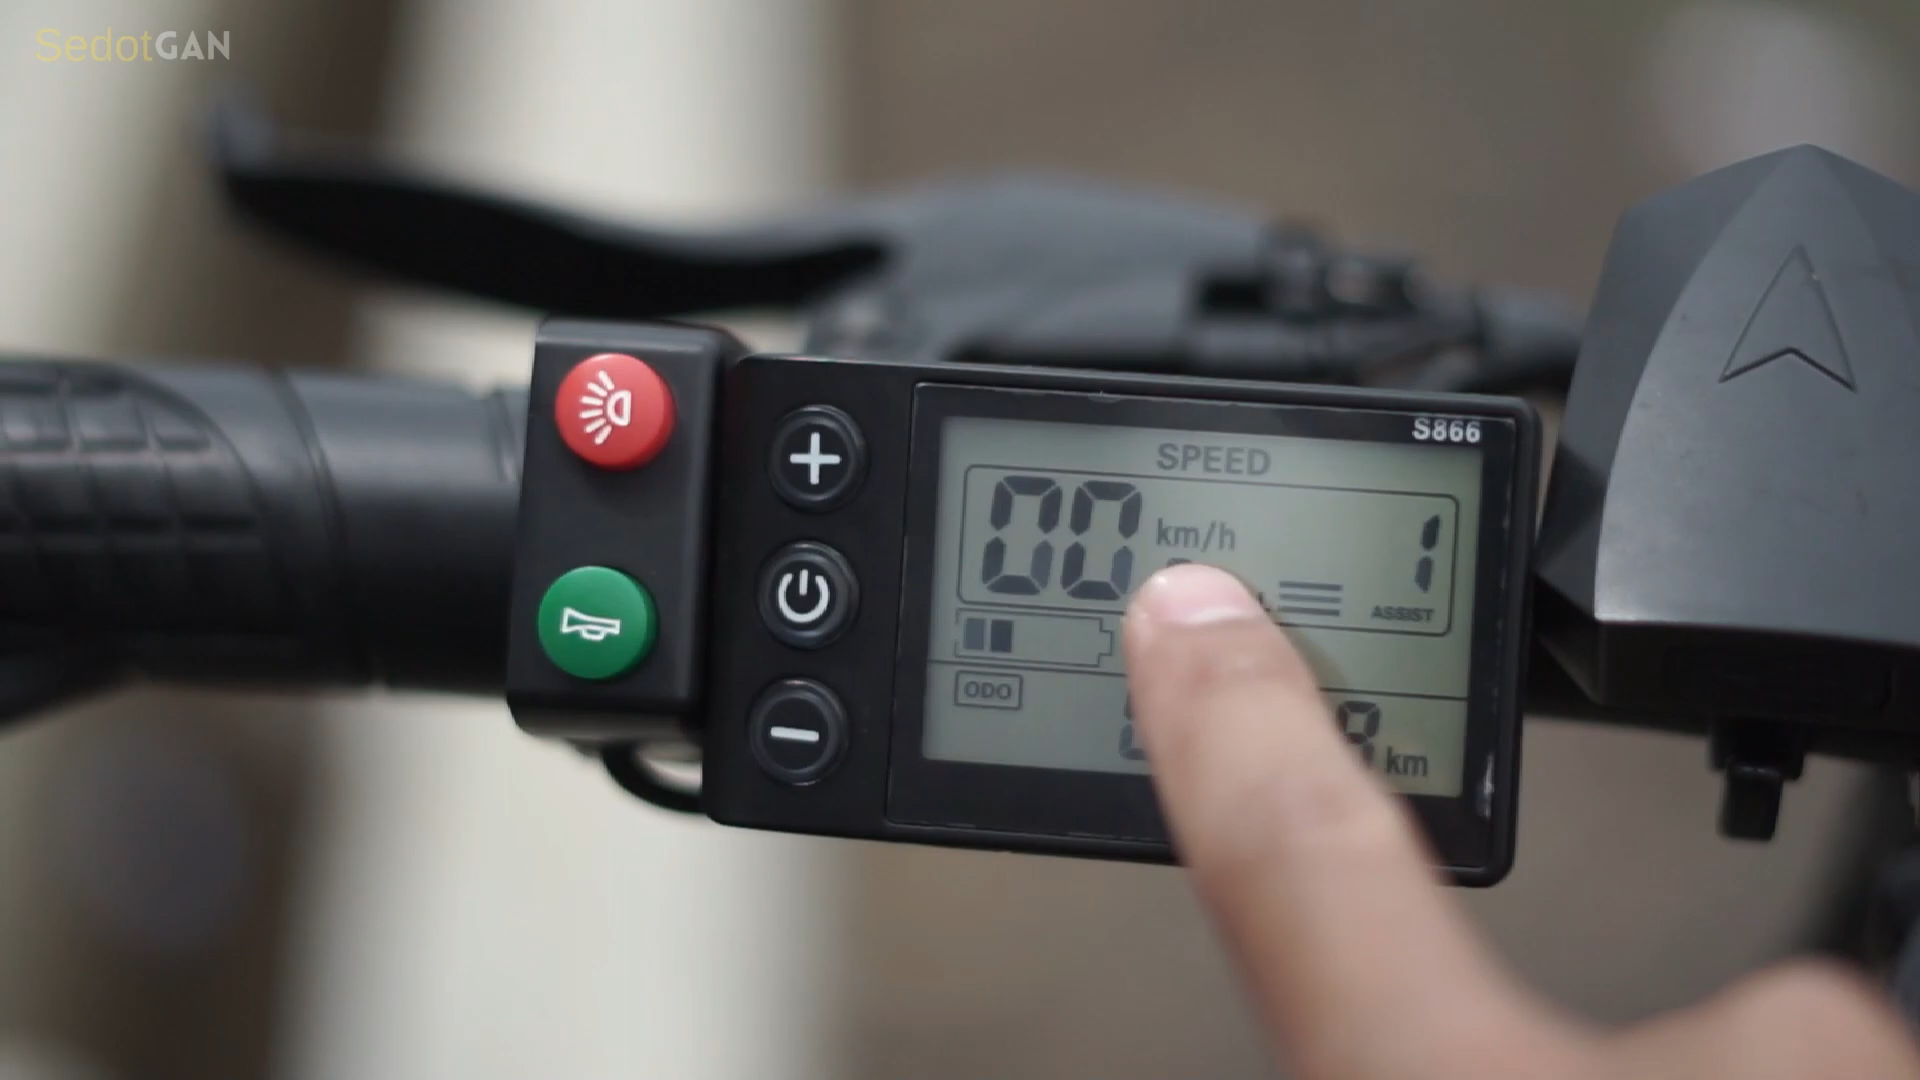 SedotGAN
S866
SPEED
00 km/h 1
ASSIST
ODO
km